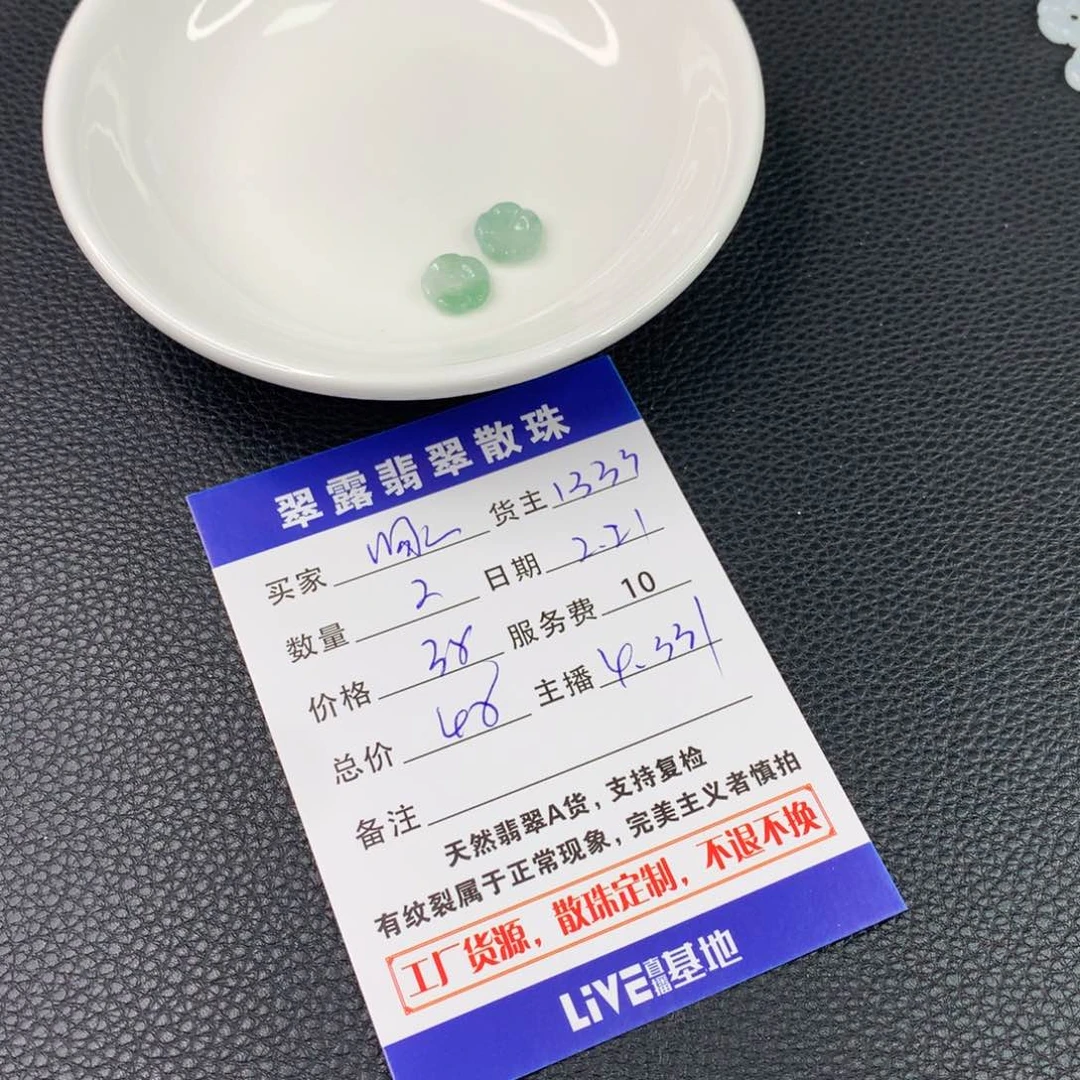 翠露翡翠散珠
买家 货主 1333
数量 2 日期 2.21
价格 38 服务费 10
总价 48 主播
备注
天然翡翠A货，支持复检
有纹裂属于正常现象，完美主义者慎拍
工厂货源，散珠定制，不退不换
LiVE直播基地